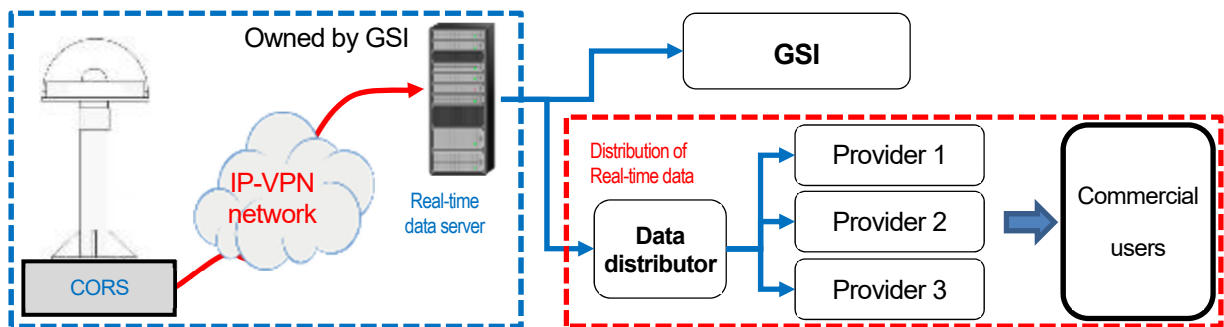 Owned by GSI
IP-VPN
network
Real-time
data server
CORS
GSI
Distribution of
Real-time data
Data
distributor
Provider 1
Provider 2
Provider 3
Commercial
users